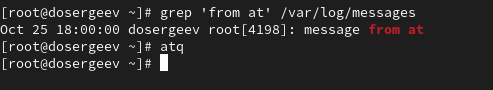 [root@dosergeev ~]# grep 'from at' /var/log/messages
Oct 25 18:00:00 dosergeev root[4198]: message from at
[root@dosergeev ~]# atq
[root@dosergeev ~]#